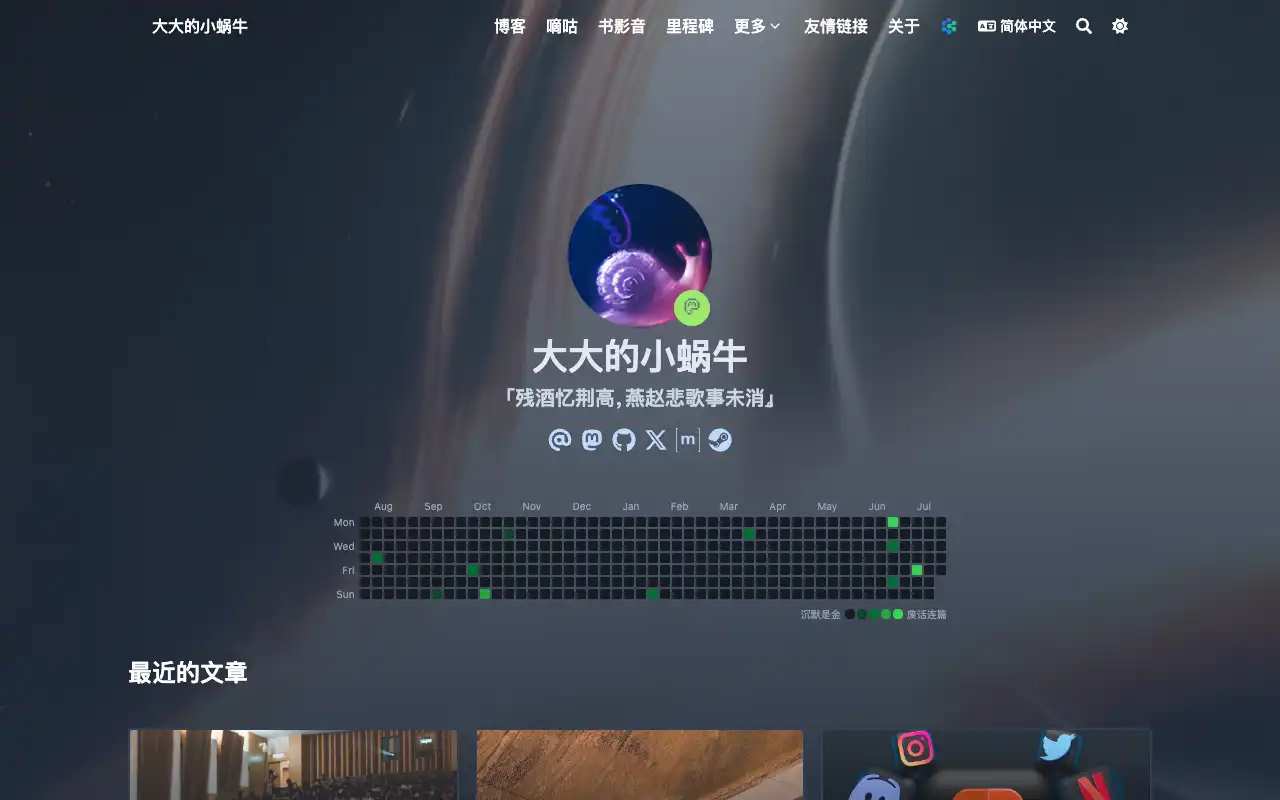 大大的小蜗牛 博客 嘀咕 书影音 里程碑 更多 友情链接 关于 简体中文
大大的小蜗牛
「残酒忆荆高，燕赵悲歌事未消」
Aug Sep Oct Nov Dec Jan Feb Mar Apr May Jun Jul
Mon
Wed
Fri
Sun
沉默是金 废话连篇
最近的文章